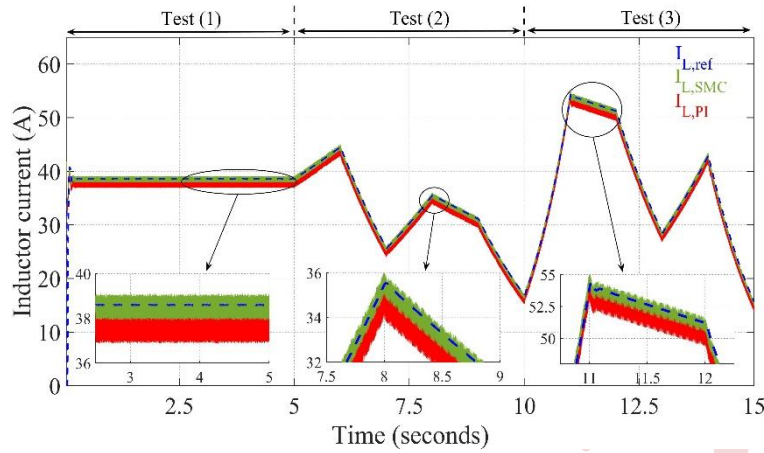 Test (1) Test (2) Test (3)
60
50
40
30
20
10
0
Inductor current (A)
I_L,ref
I_L,SMC
I_L,PI
40
38
36
3 4 5
36
34
32
7.5 8 8.5 9
55
52.5
50
11 11.5 12
2.5 5 7.5 10 12.5 15
Time (seconds)